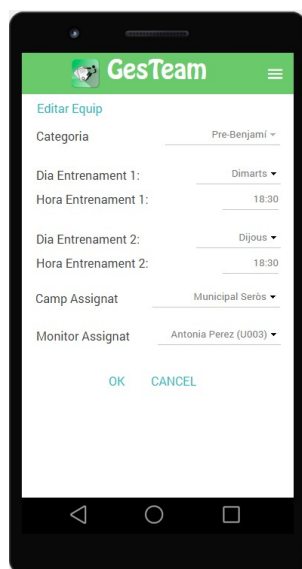 GesTeam
Editar Equip
Categoria Pre-Benjamí
Dia Entrenament 1: Dimarts
Hora Entrenament 1: 18:30
Dia Entrenament 2: Dijous
Hora Entrenament 2: 18:30
Camp Assignat Municipal Seròs
Monitor Assignat Antonia Perez (U003)
OK CANCEL